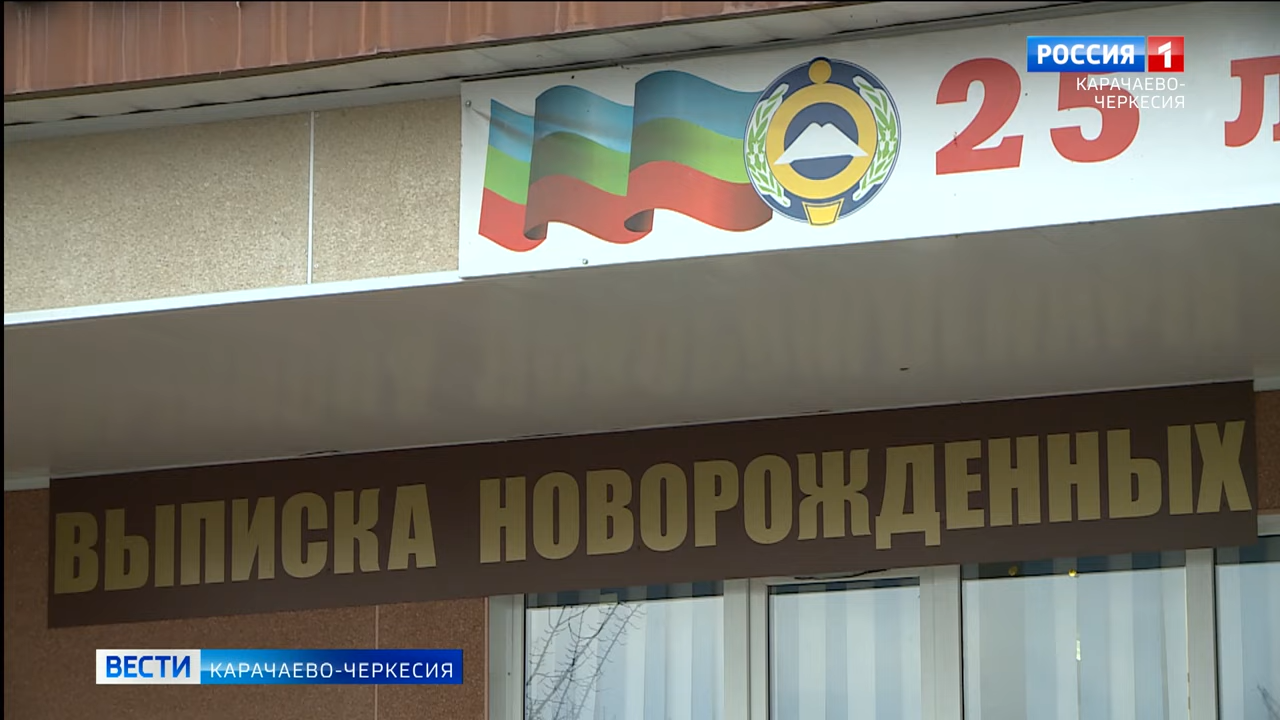 РОССИЯ 1
КАРАЧАЕВО-
ЧЕРКЕСИЯ
25
ВЫПИСКА НОВОРОЖДЕННЫХ
ВЕСТИ КАРАЧАЕВО-ЧЕРКЕСИЯ